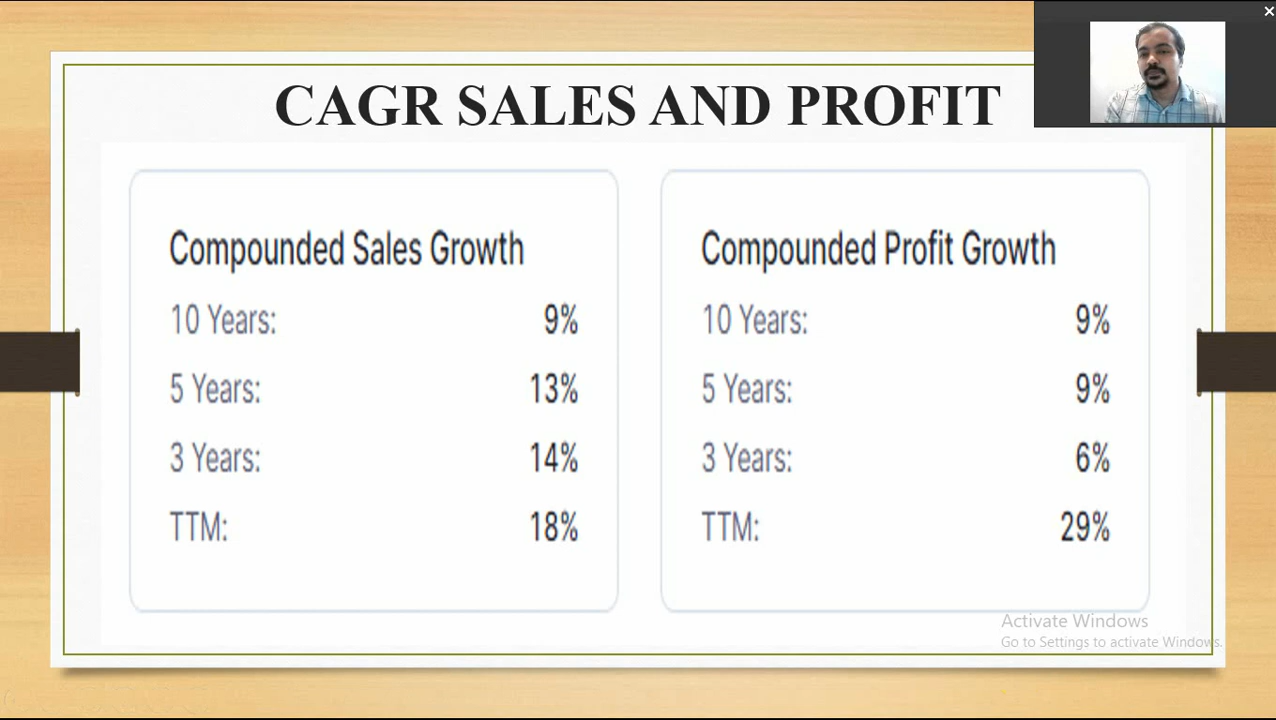 CAGR SALES AND PROFIT
Compounded Sales Growth
10 Years: 9%
5 Years: 13%
3 Years: 14%
TTM: 18%
Compounded Profit Growth
10 Years: 9%
5 Years: 9%
3 Years: 6%
TTM: 29%
Activate Windows
Go to Settings to activate Windows.